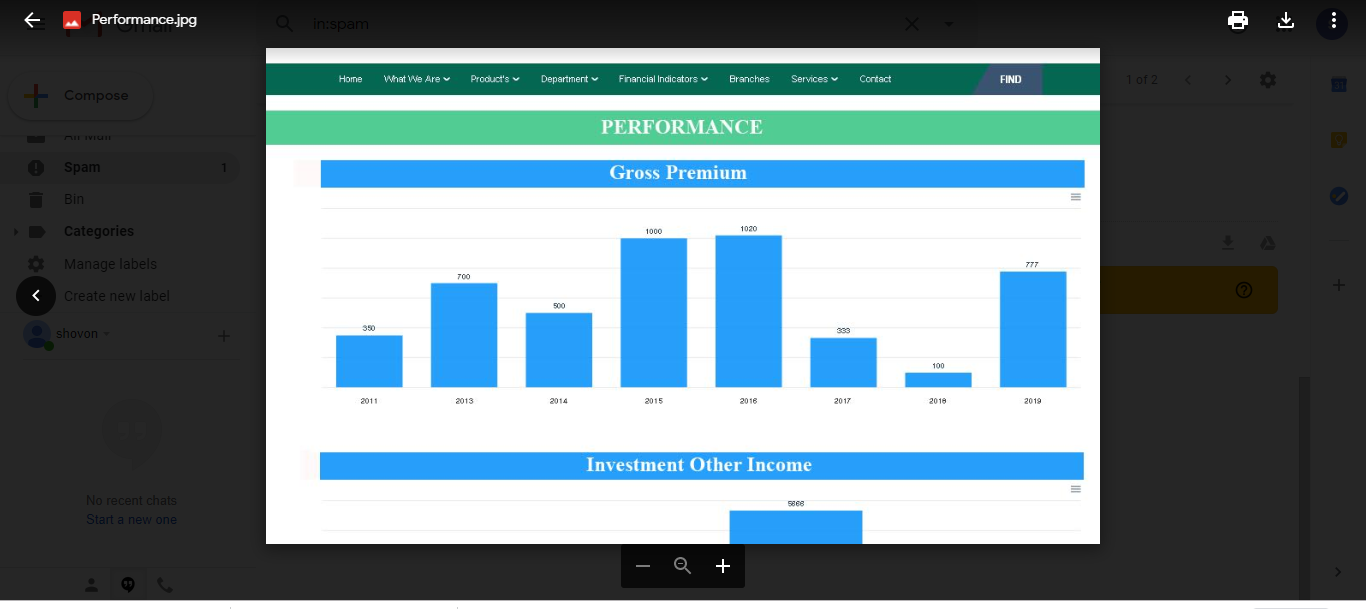 Performance.jpg
in:spam
Compose
1 of 2
All Mail
Spam 1
Bin
Categories
Manage labels
Create new label
shovon
No recent chats
Start a new one
Home What We Are Product's Department Financial Indicators Branches Services Contact FIND
PERFORMANCE
Gross Premium
350 700 500 1000 1020 333 100 777
2011 2013 2014 2015 2016 2017 2018 2019
Investment Other Income
5666